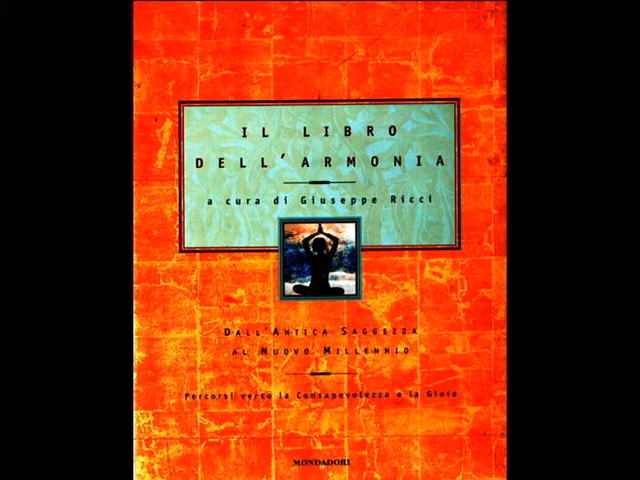 IL LIBRO
DELL'ARMONIA
a cura di Giuseppe Ricci
DALL'ANTICA SAGGEZZA
AL NUOVO MILLENNIO
Percorsi verso la Consapevolezza e la Gioia
MONDADORI